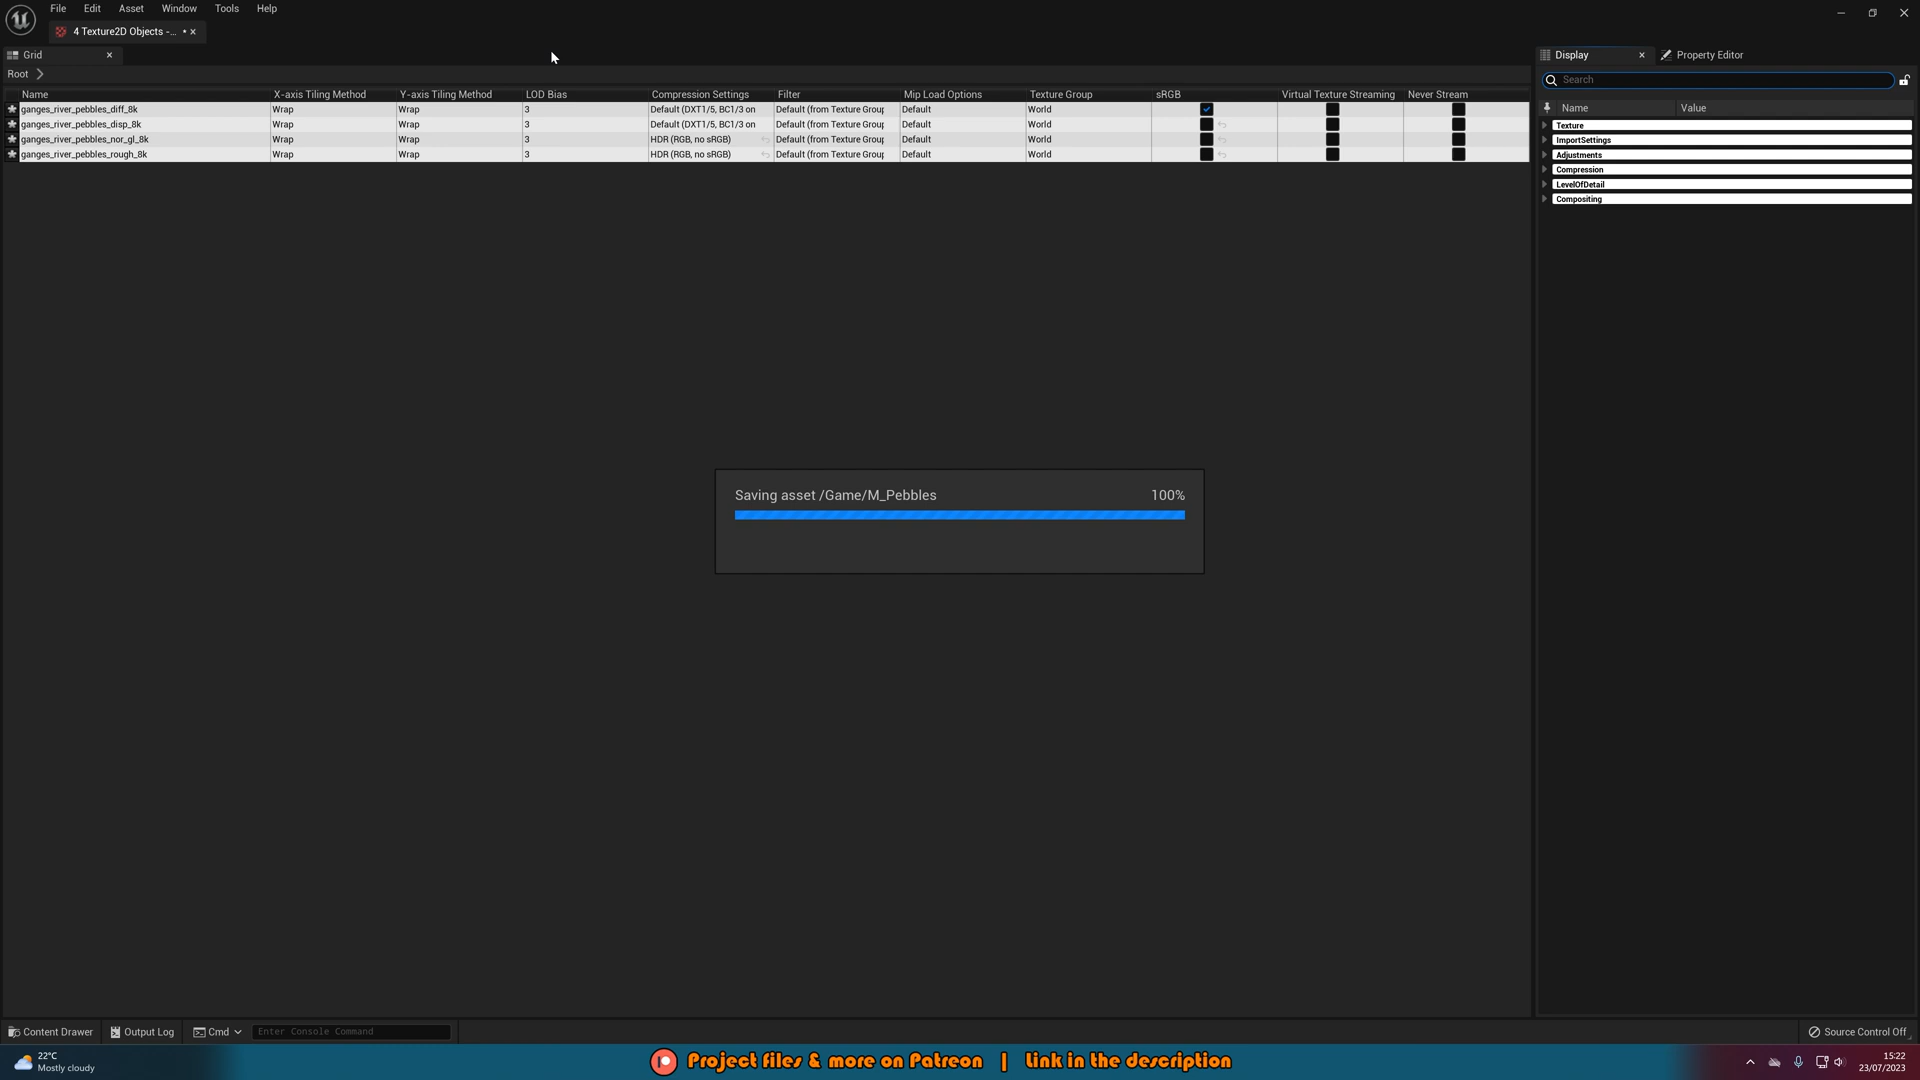 File Edit Asset Window Tools Help
4 Texture2D Objects -... •
Grid
Display
Property Editor
Root
Search
Name X-axis Tiling Method Y-axis Tiling Method LOD Bias Compression Settings Filter Mip Load Options Texture Group sRGB Virtual Texture Streaming Never Stream
ganges_river_pebbles_diff_8k Wrap Wrap 3 Default (DXT1/5, BC1/3 on Default (from Texture Group Default World
ganges_river_pebbles_disp_8k Wrap Wrap 3 Default (DXT1/5, BC1/3 on Default (from Texture Group Default World
ganges_river_pebbles_nor_gl_8k Wrap Wrap 3 HDR (RGB, no sRGB) Default (from Texture Group Default World
ganges_river_pebbles_rough_8k Wrap Wrap 3 HDR (RGB, no sRGB) Default (from Texture Group Default World
Name Value
Texture
ImportSettings
Adjustments
Compression
LevelOfDetail
Compositing
Saving asset /Game/M_Pebbles 100%
Content Drawer Output Log Cmd Enter Console Command Source Control Off
22°C
Mostly cloudy
Project files & more on Patreon | Link in the description
15:22
23/07/2023